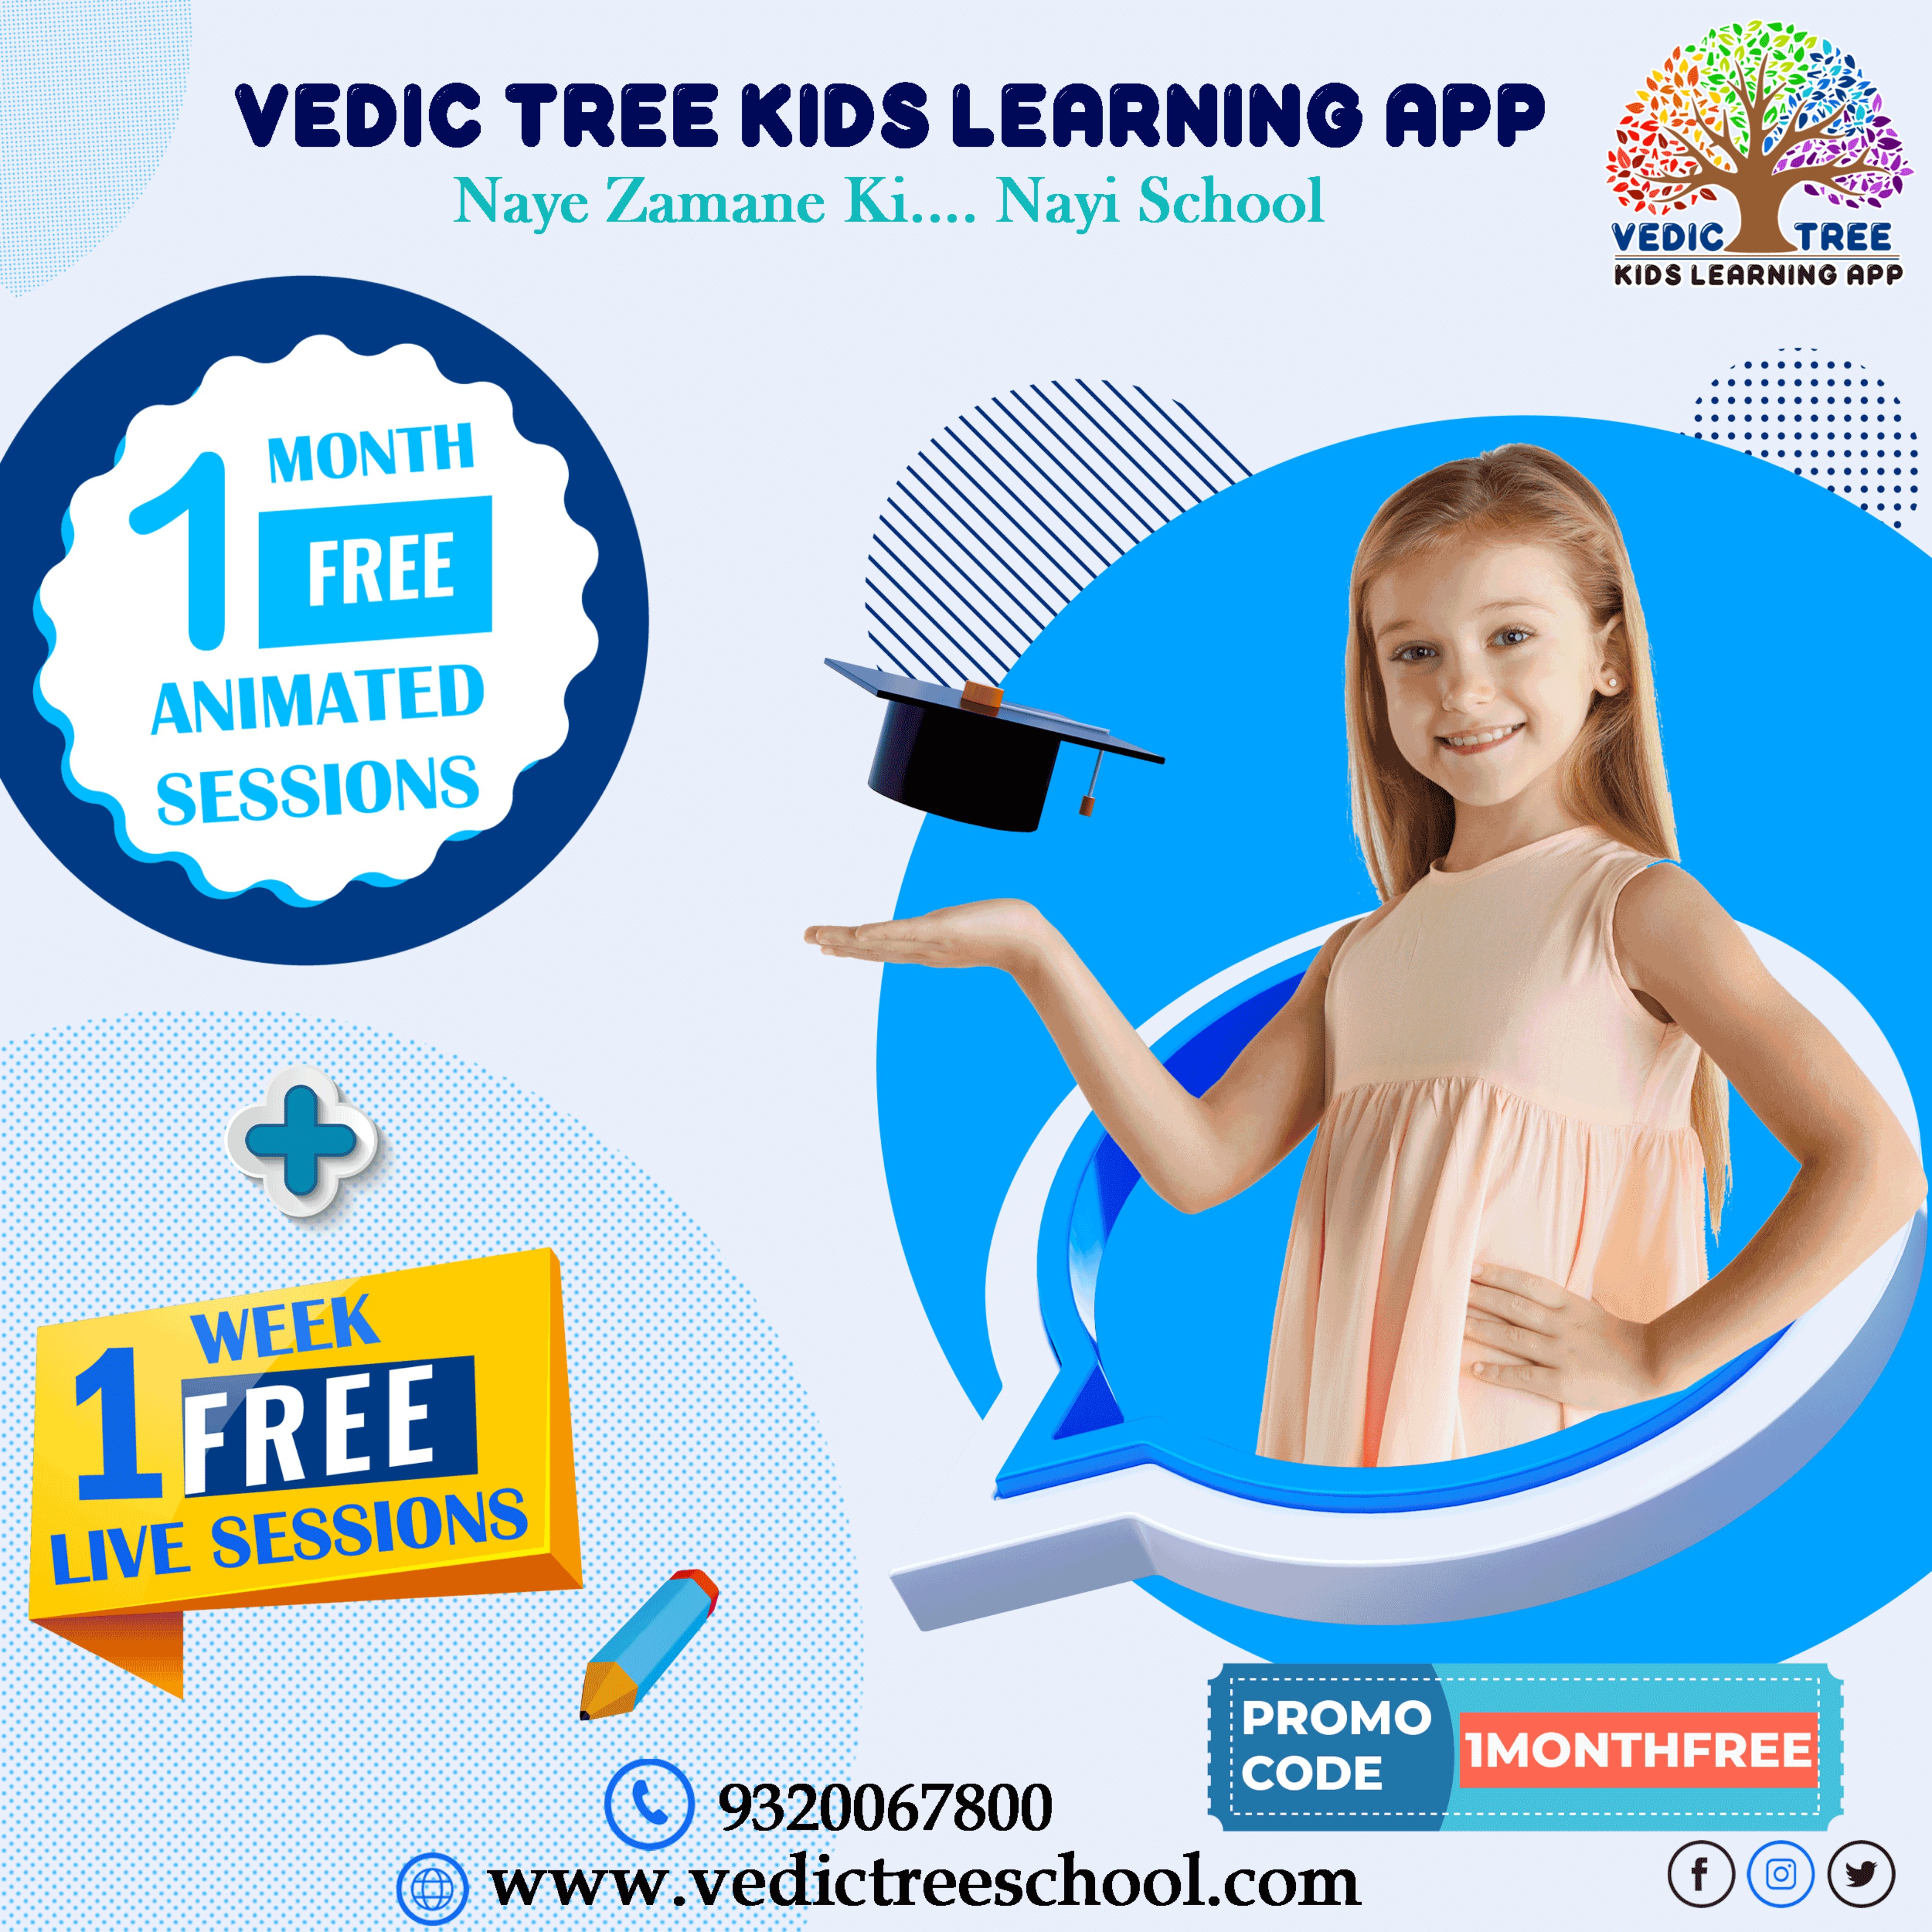 VEDIC TREE KIDS LEARNING APP
Naye Zamane Ki.... Nayi School
VEDIC TREE
KIDS LEARNING APP
1 MONTH
FREE
ANIMATED
SESSIONS
1 WEEK
FREE
LIVE SESSIONS
PROMO
CODE
1MONTHFREE
9320067800
www.vedictreeschool.com